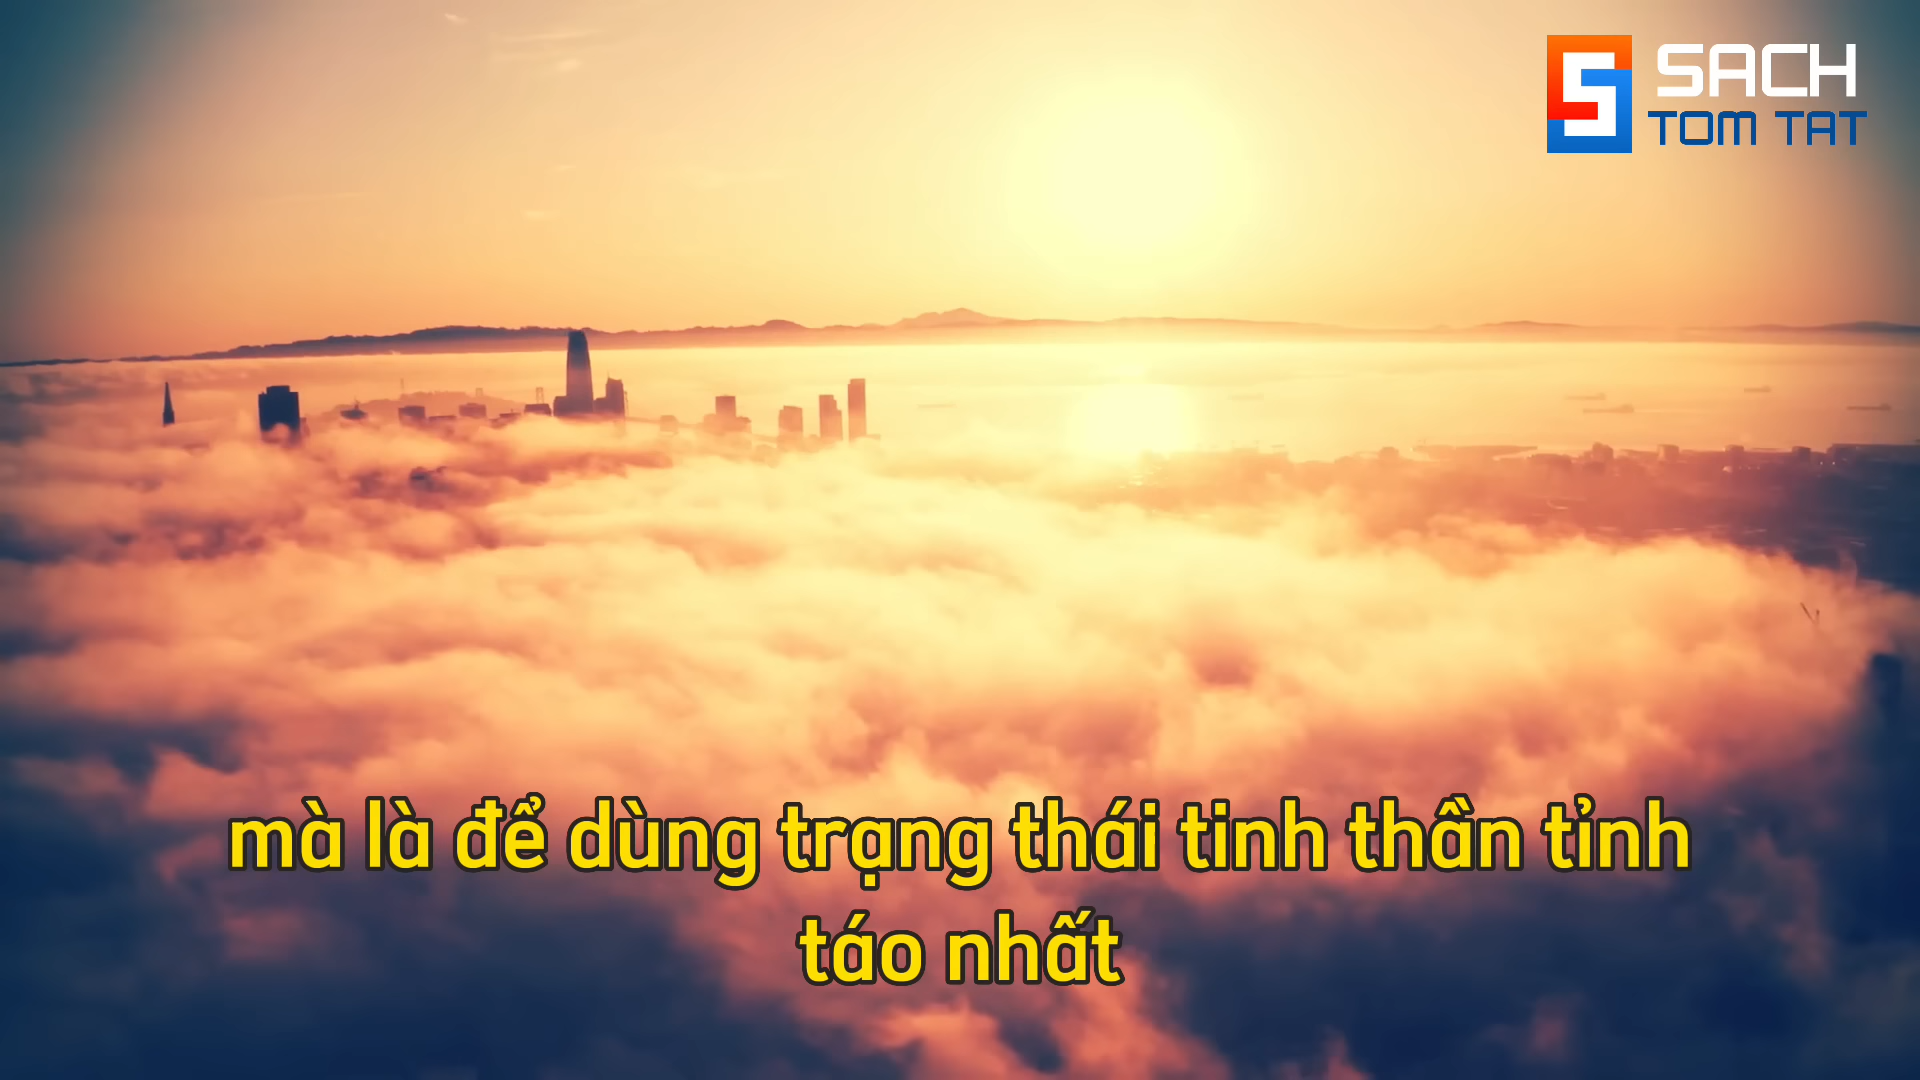 SACH
TOM TAT
mà là để dùng trạng thái tinh thần tỉnh
táo nhất